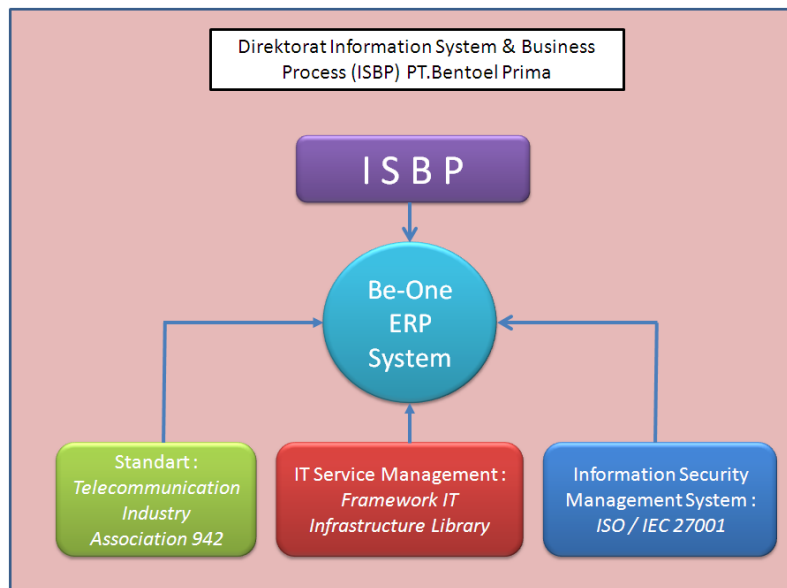 Direktorat Information System & Business
Process (ISBP) PT.Bentoel Prima
I S B P
Be-One
ERP
System
Standart :
Telecommunication
Industry
Association 942
IT Service Management :
Framework IT
Infrastructure Library
Information Security
Management System :
ISO / IEC 27001